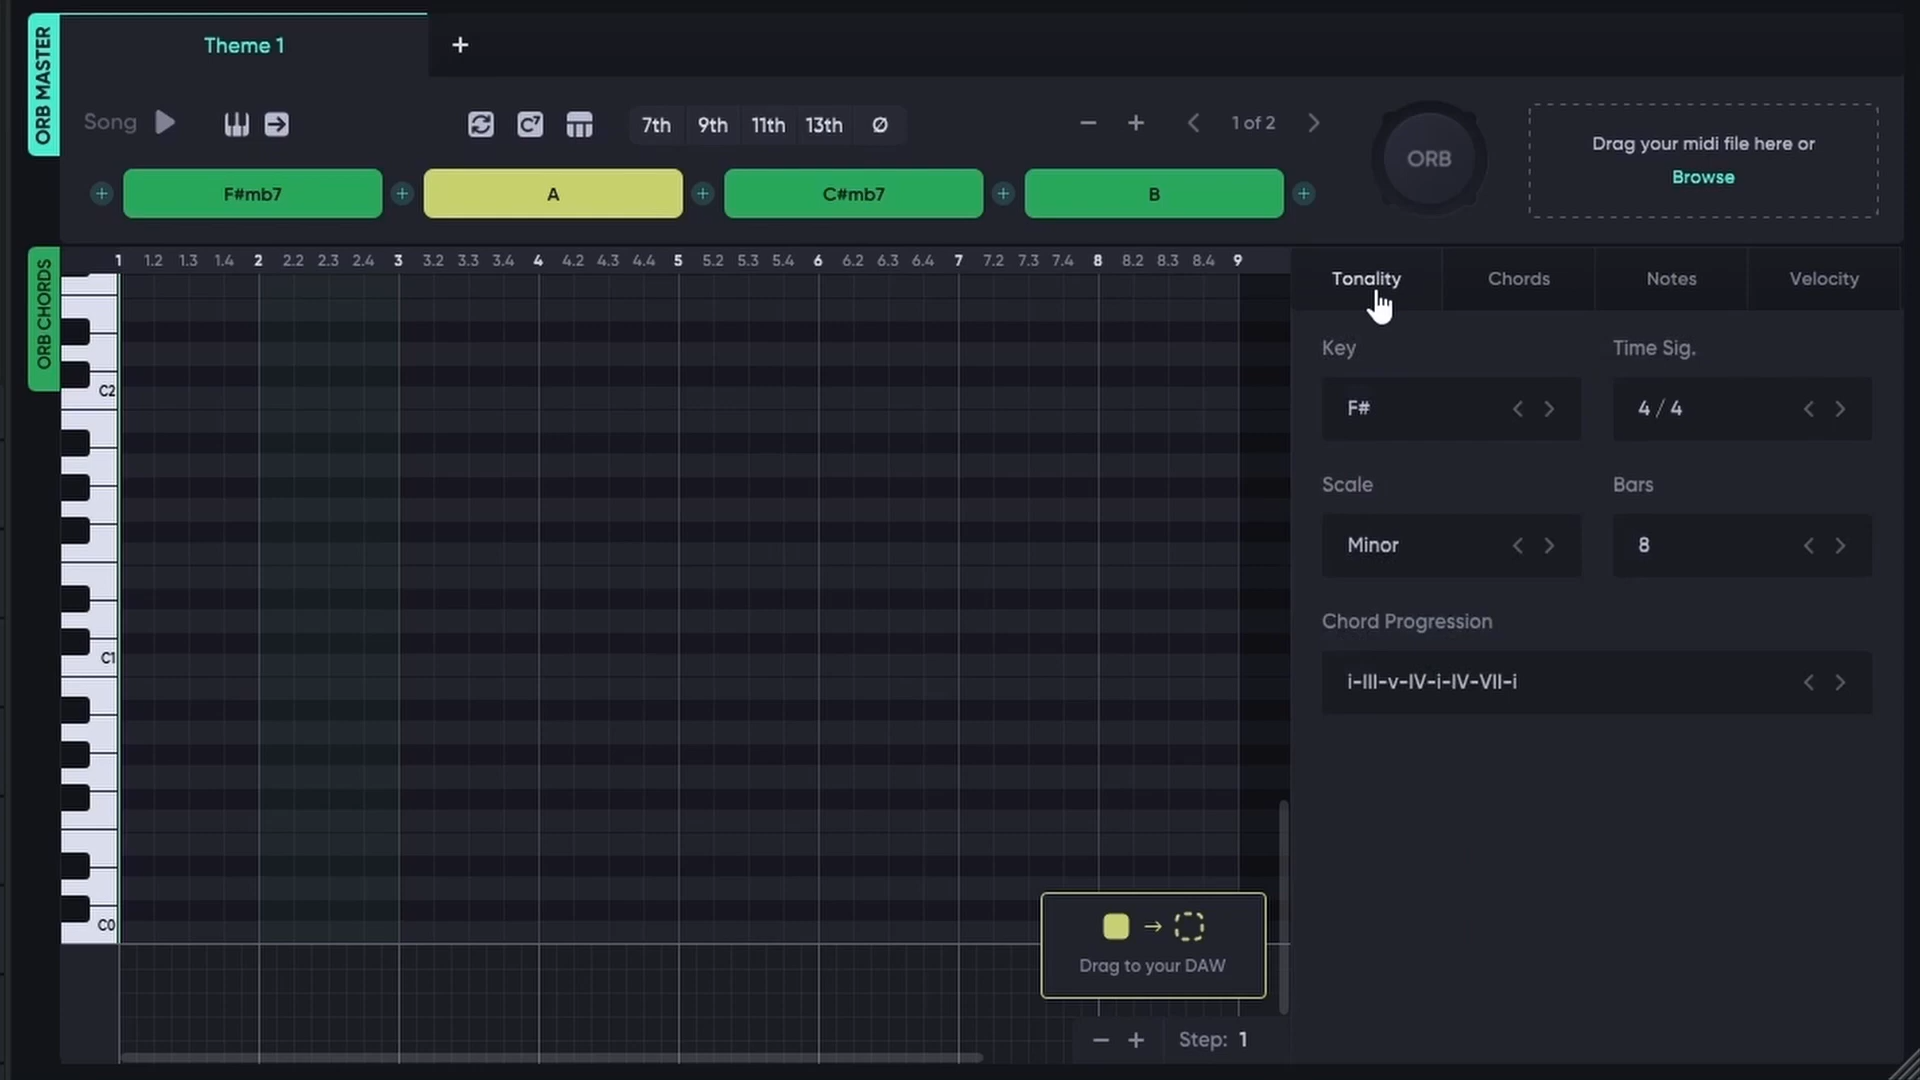 ORB MASTER
Theme 1
+
Song
C7
7th 9th 11th 13th Ø
− + < 1 of 2 >
ORB
Drag your midi file here or
Browse
+ F#mb7 + A + C#mb7 + B +
ORB CHORDS
1 1.2 1.3 1.4 2 2.2 2.3 2.4 3 3.2 3.3 3.4 4 4.2 4.3 4.4 5 5.2 5.3 5.4 6 6.2 6.3 6.4 7 7.2 7.3 7.4 8 8.2 8.3 8.4 9
C2
C1
C0
Tonality Chords Notes Velocity
Key Time Sig.
F# < > 4 / 4 < >
Scale Bars
Minor < > 8 < >
Chord Progression
i-III-v-IV-i-IV-VII-i < >
Drag to your DAW
− + Step: 1